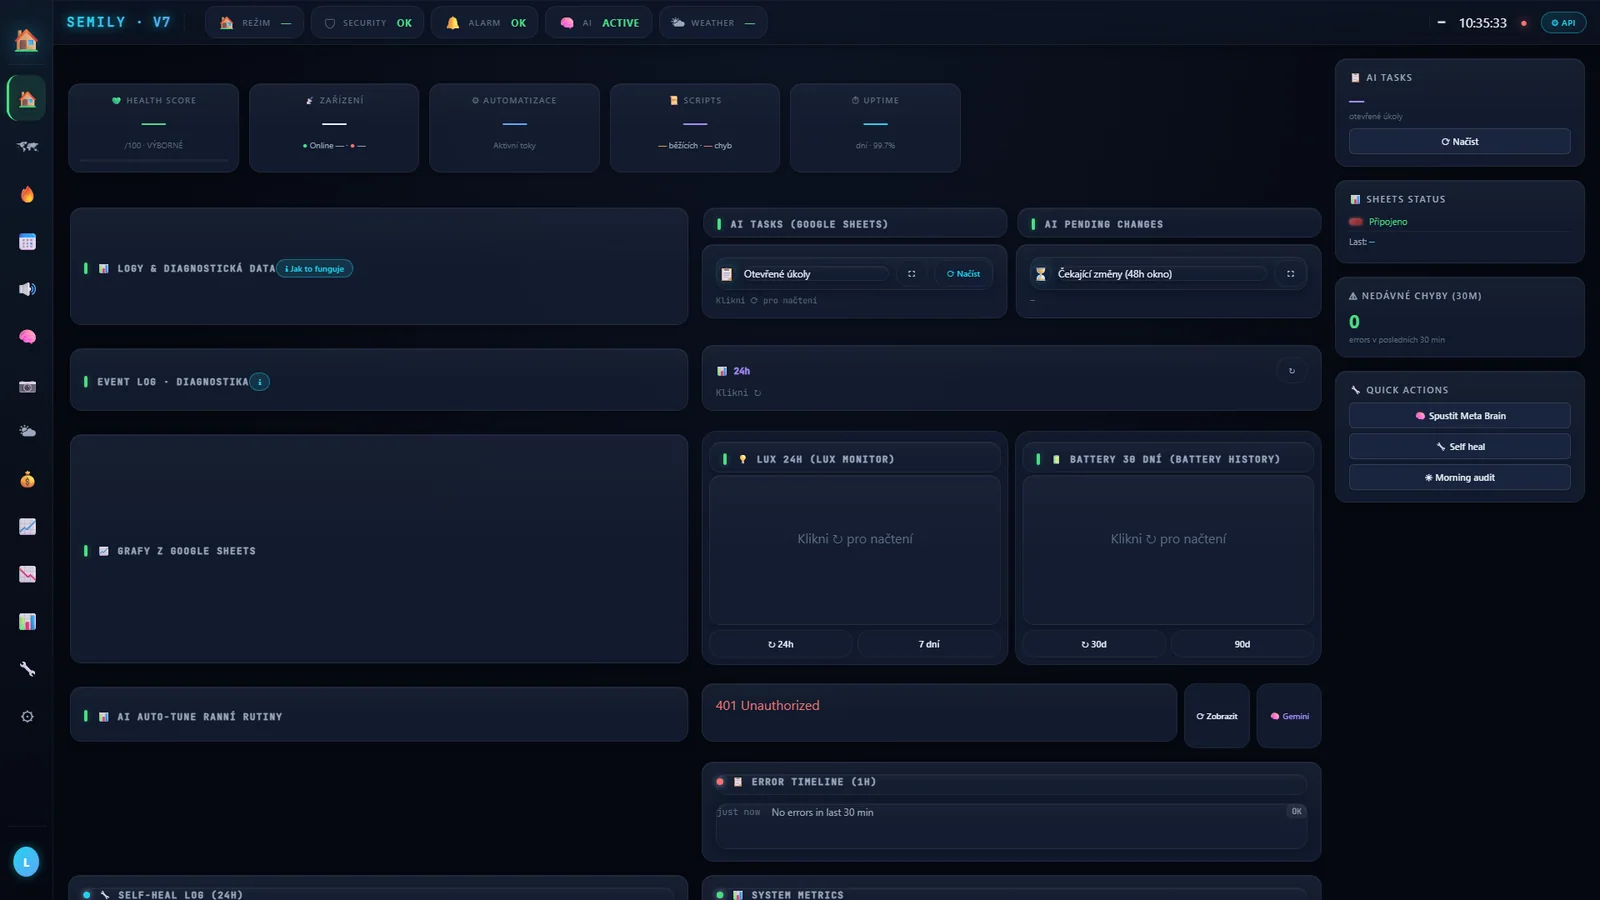 SEMILY · V7
REŽIM —
SECURITY OK
ALARM OK
AI ACTIVE
WEATHER —
– 10:35:33
⚙ API
HEALTH SCORE
—
/100 · VÝBORNÉ
ZAŘÍZENÍ
—
● Online — · ● —
⚙ AUTOMATIZACE
—
Aktivní toky
SCRIPTS
—
— běžících · — chyb
⏱ UPTIME
—
dní · 99.7%
LOGY & DIAGNOSTICKÁ DATA
ℹ Jak to funguje
AI TASKS (GOOGLE SHEETS)
Otevřené úkoly
⟳ Načíst
Klikni ⟳ pro načtení
AI PENDING CHANGES
Čekající změny (48h okno)
–
EVENT LOG · DIAGNOSTIKA
ℹ
24h
↻
Klikni ↻
GRAFY Z GOOGLE SHEETS
LUX 24H (LUX MONITOR)
Klikni ↻ pro načtení
↻ 24h
7 dní
BATTERY 30 DNÍ (BATTERY HISTORY)
Klikni ↻ pro načtení
↻ 30d
90d
AI AUTO-TUNE RANNÍ RUTINY
401 Unauthorized
⟳ Zobrazit
Gemini
ERROR TIMELINE (1H)
just now No errors in last 30 min OK
SELF-HEAL LOG (24H)
SYSTEM METRICS
AI TASKS
—
otevřené úkoly
⟳ Načíst
SHEETS STATUS
Připojeno
Last: –
⚠ NEDÁVNÉ CHYBY (30M)
0
errors v posledních 30 min
QUICK ACTIONS
Spustit Meta Brain
Self heal
☀ Morning audit
L